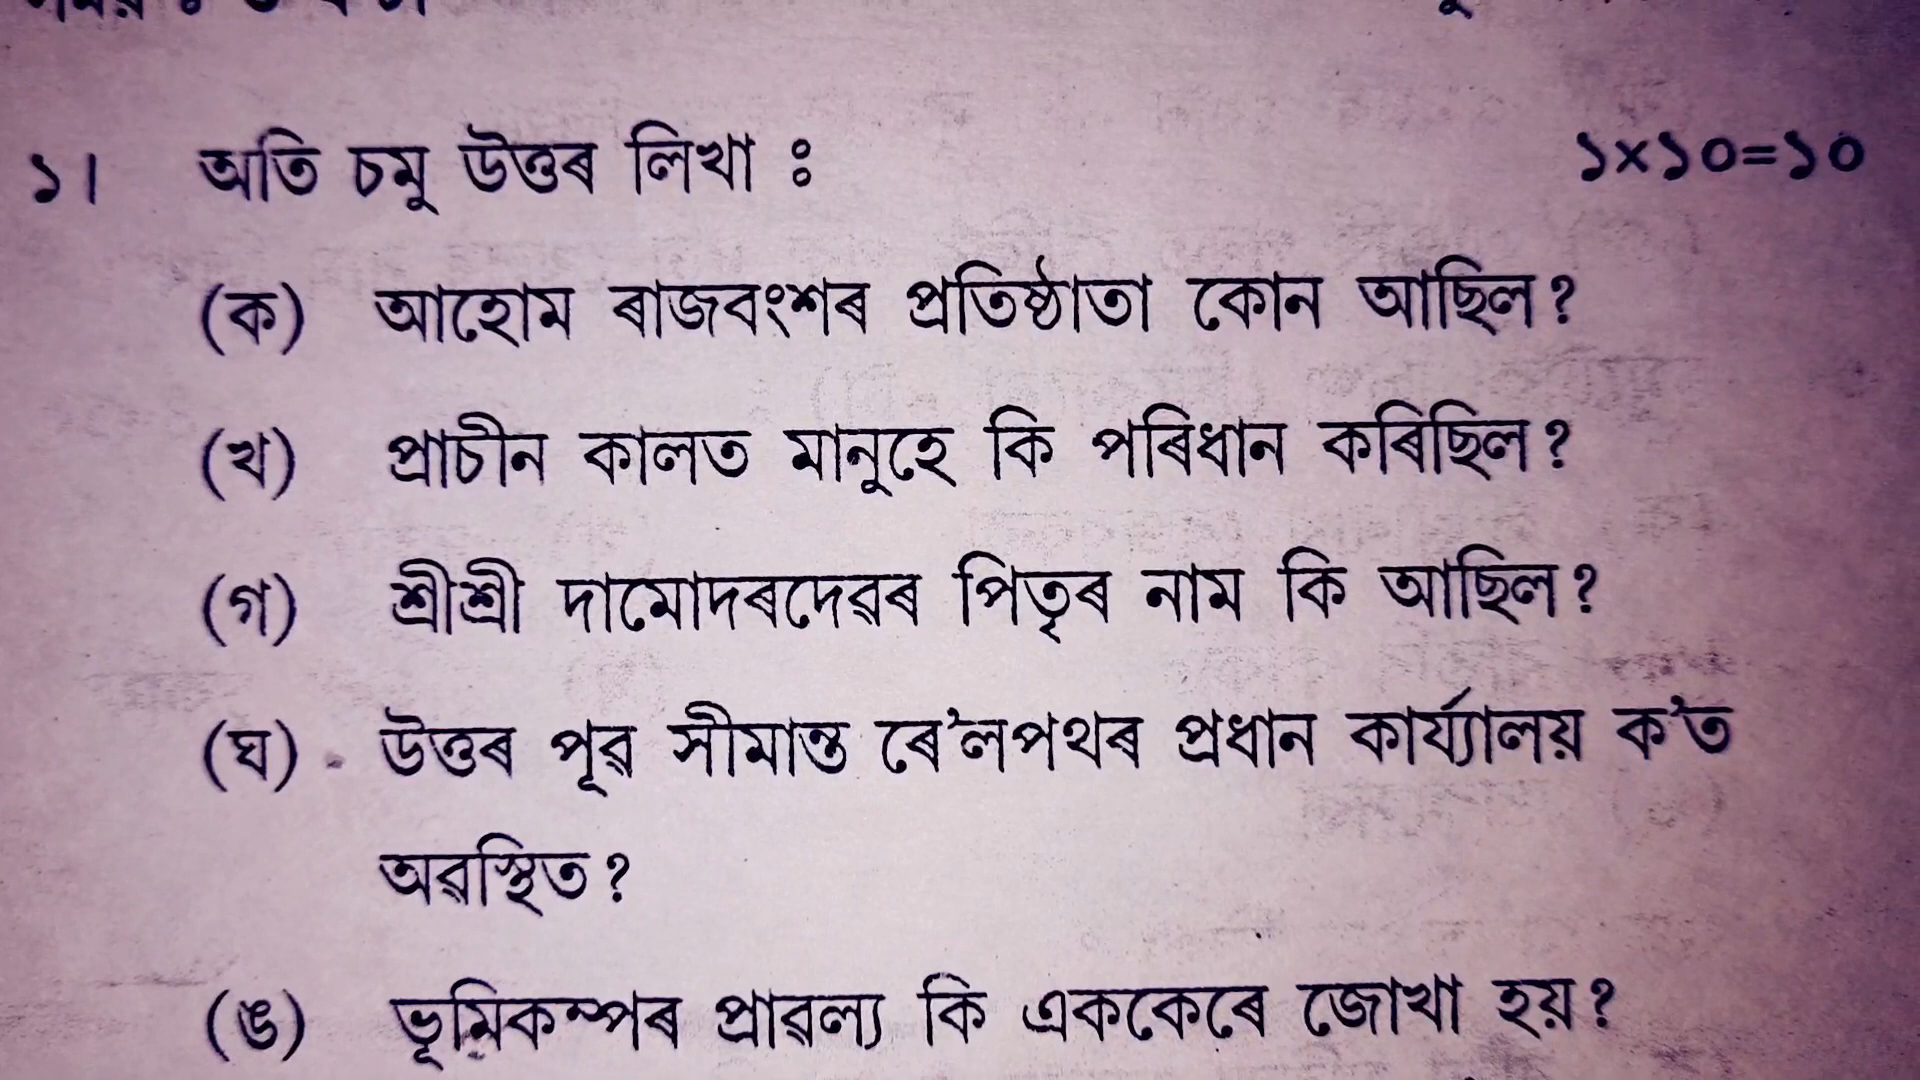 ১। অতি চমু উত্তৰ লিখা : ১×১০=১০
(ক) আহোম ৰাজবংশৰ প্ৰতিষ্ঠাতা কোন আছিল?
(খ) প্ৰাচীন কালত মানুহে কি পৰিধান কৰিছিল?
(গ) শ্ৰীশ্ৰী দামোদৰদেৱৰ পিতৃৰ নাম কি আছিল?
(ঘ) উত্তৰ পূৱ সীমান্ত ৰে'লপথৰ প্ৰধান কাৰ্য্যালয় ক'ত
অৱস্থিত?
(ঙ) ভূমিকম্পৰ প্ৰাৱল্য কি এককেৰে জোখা হয়?